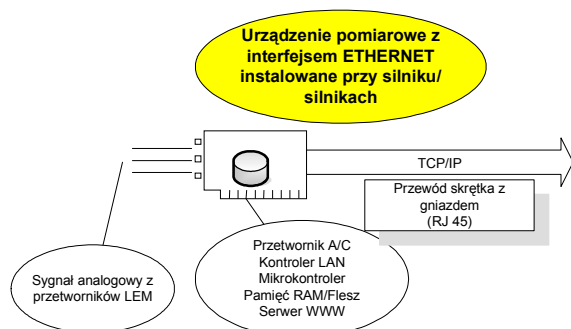 Urządzenie pomiarowe z
interfejsem ETHERNET
instalowane przy silniku/
silnikach
TCP/IP
Przewód skrętka z
gniazdem
(RJ 45)
Przetwornik A/C
Kontroler LAN
Mikrokontroler
Pamięć RAM/Flesz
Serwer WWW
Sygnał analogowy z
przetworników LEM